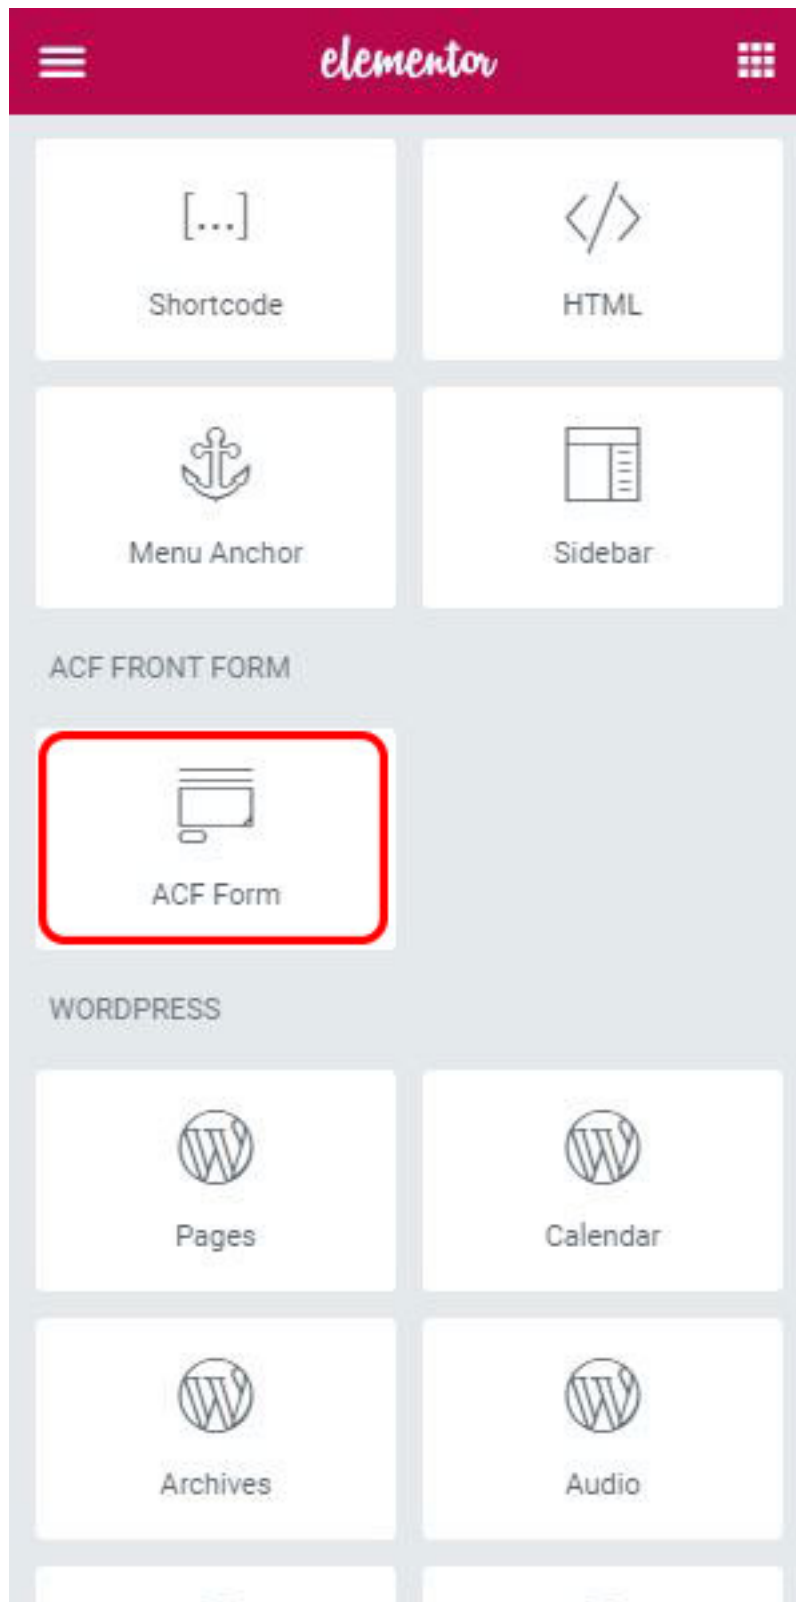 elementor
[...]
</>
Shortcode
HTML
Menu Anchor
Sidebar
ACF FRONT FORM
ACF Form
WORDPRESS
Pages
Calendar
Archives
Audio